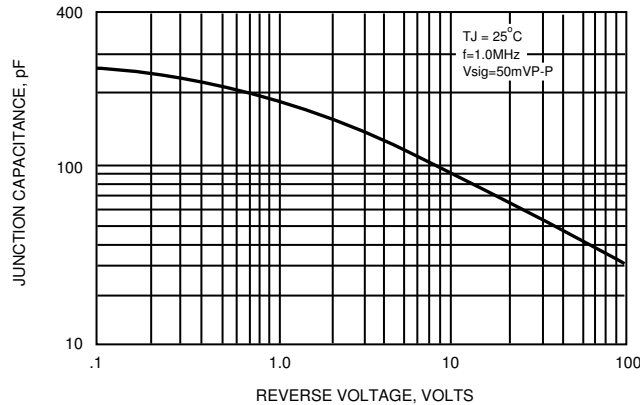 400
TJ = 25°C
f=1.0MHz
Vsig=50mVP-P
JUNCTION CAPACITANCE, pF
100
10
.1
1.0
10
100
REVERSE VOLTAGE, VOLTS